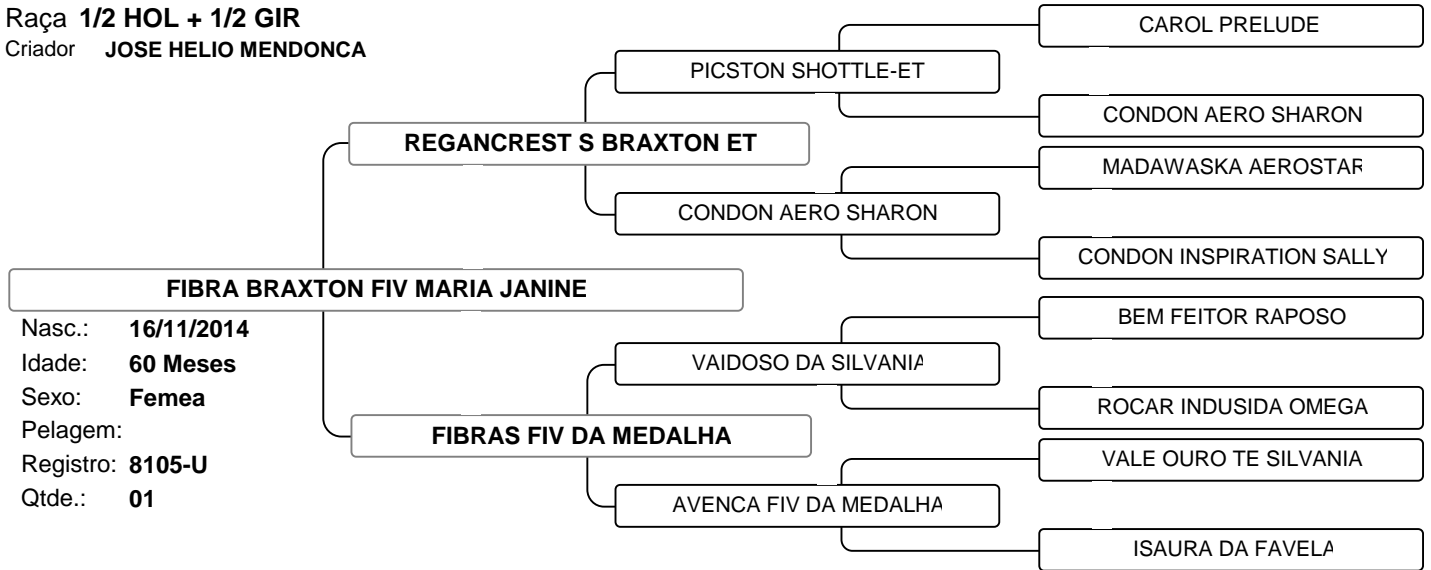 Raça 1/2 HOL + 1/2 GIR
Criador JOSE HELIO MENDONCA
CAROL PRELUDE
PICSTON SHOTTLE-ET
CONDON AERO SHARON
REGANCREST S BRAXTON ET
MADAWASKA AEROSTAR
CONDON AERO SHARON
CONDON INSPIRATION SALLY
FIBRA BRAXTON FIV MARIA JANINE
Nasc.: 16/11/2014
Idade: 60 Meses
Sexo: Femea
Pelagem:
Registro: 8105-U
Qtde.: 01
BEM FEITOR RAPOSO
VAIDOSO DA SILVANIA
ROCAR INDUSIDA OMEGA
FIBRAS FIV DA MEDALHA
VALE OURO TE SILVANIA
AVENCA FIV DA MEDALHA
ISAURA DA FAVELA